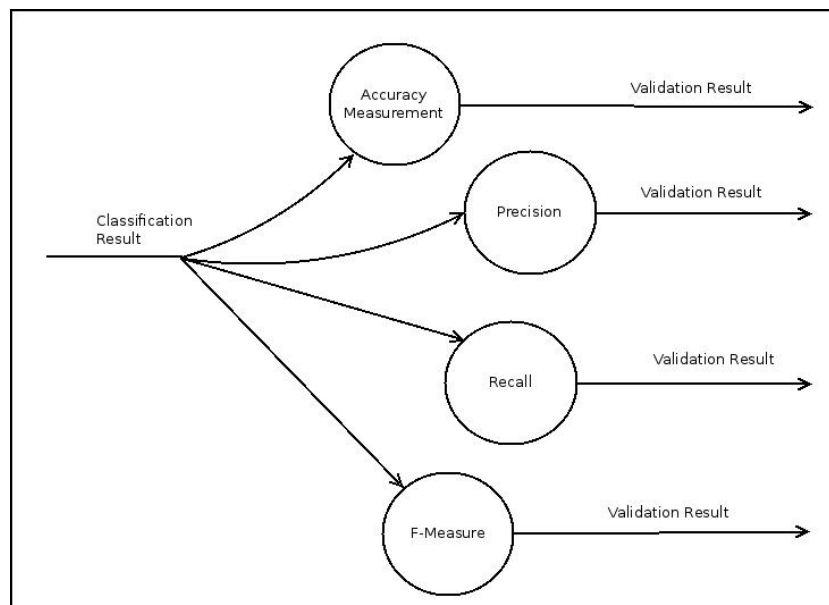 Accuracy
Measurement
Validation Result
Precision
Validation Result
Classification
Result
Recall
Validation Result
F-Measure
Validation Result